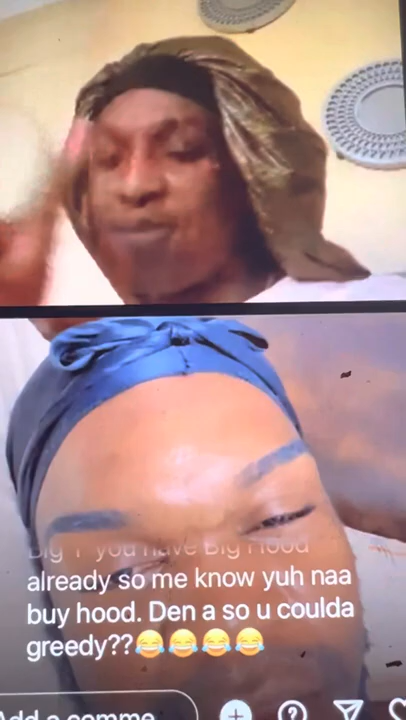 already so me know yuh naa
buy hood. Den a so u coulda
greedy??😂😂😂😂
Add a comme